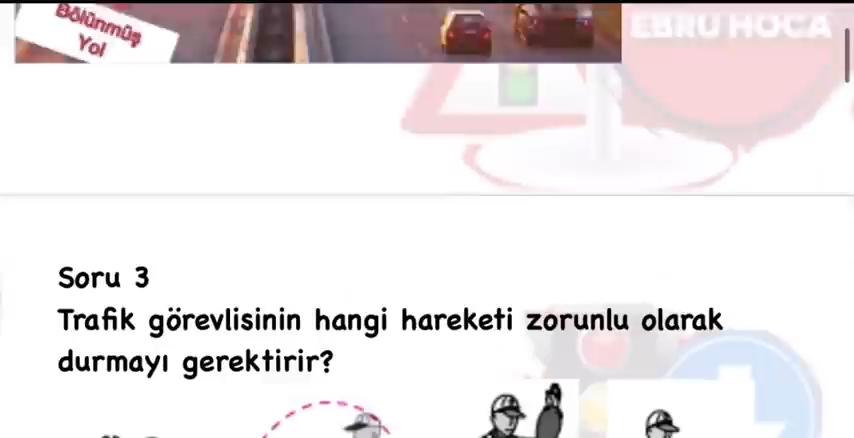 Bölünmüş
Yol
EBRU HOCA
Soru 3
Trafik görevlisinin hangi hareketi zorunlu olarak
durmayı gerektirir?